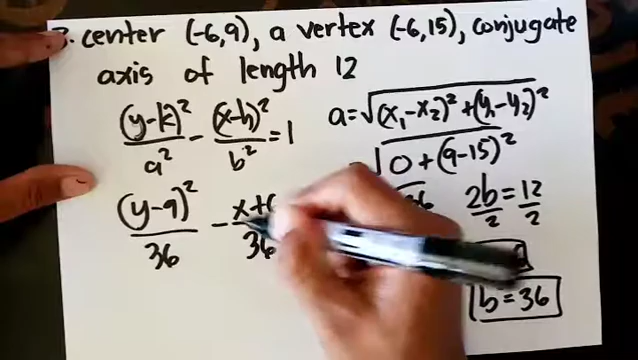 3. center (-6,9), a vertex (-6,15), conjugate
axis of length 12
(y-k)²/a² - (x-h)²/b² = 1
a = √(x₁-x₂)² + (y₁-y₂)²
√0 + (9-15)²
2b/2 = 12/2
(y-9)²/36 - x+/36
b = 36